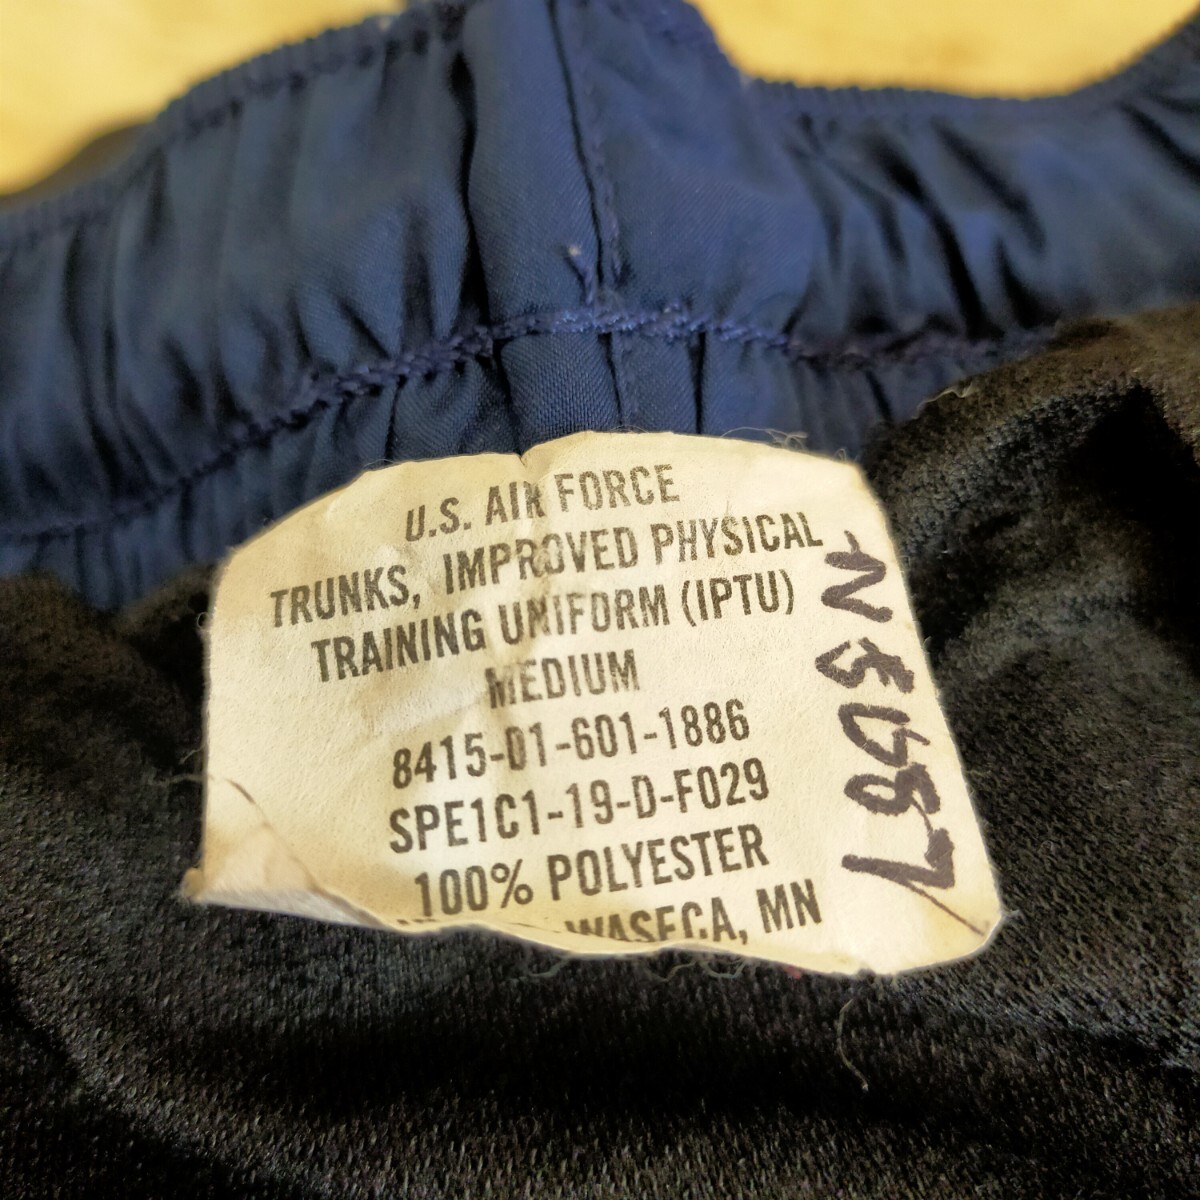 U.S. AIR FORCE
TRUNKS, IMPROVED PHYSICAL
TRAINING UNIFORM (IPTU)
MEDIUM
8415-01-601-1886
SPE1C1-19-D-F029
100% POLYESTER
WASECA, MN